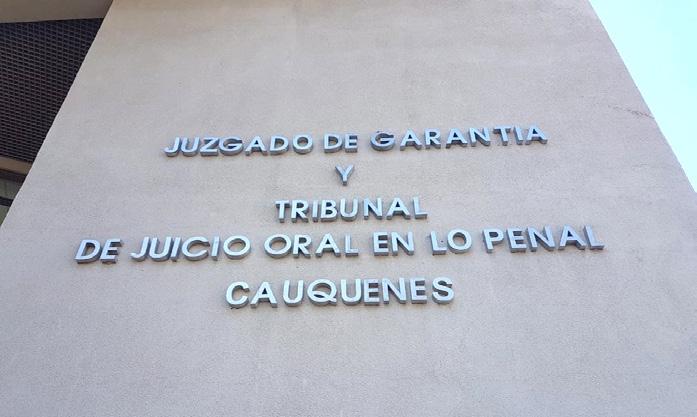 JUZGADO DE GARANTIA
Y
TRIBUNAL
DE JUICIO ORAL EN LO PENAL
CAUQUENES